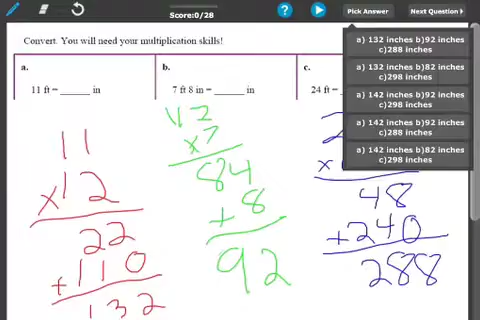 Score:0/28
?
Pick Answer
Next Question
Convert. You will need your multiplication skills!
a.
11 ft = ______ in
b.
7 ft 8 in = ______ in
c.
24 ft =
a) 132 inches b)92 inches
c)288 inches
a) 132 inches b)82 inches
c)298 inches
a) 142 inches b)92 inches
c)298 inches
a) 142 inches b)92 inches
c)288 inches
a) 142 inches b)82 inches
c)298 inches
11
x12
22
+110
132
12
x7
84
+8
92
2
x
48
+240
288